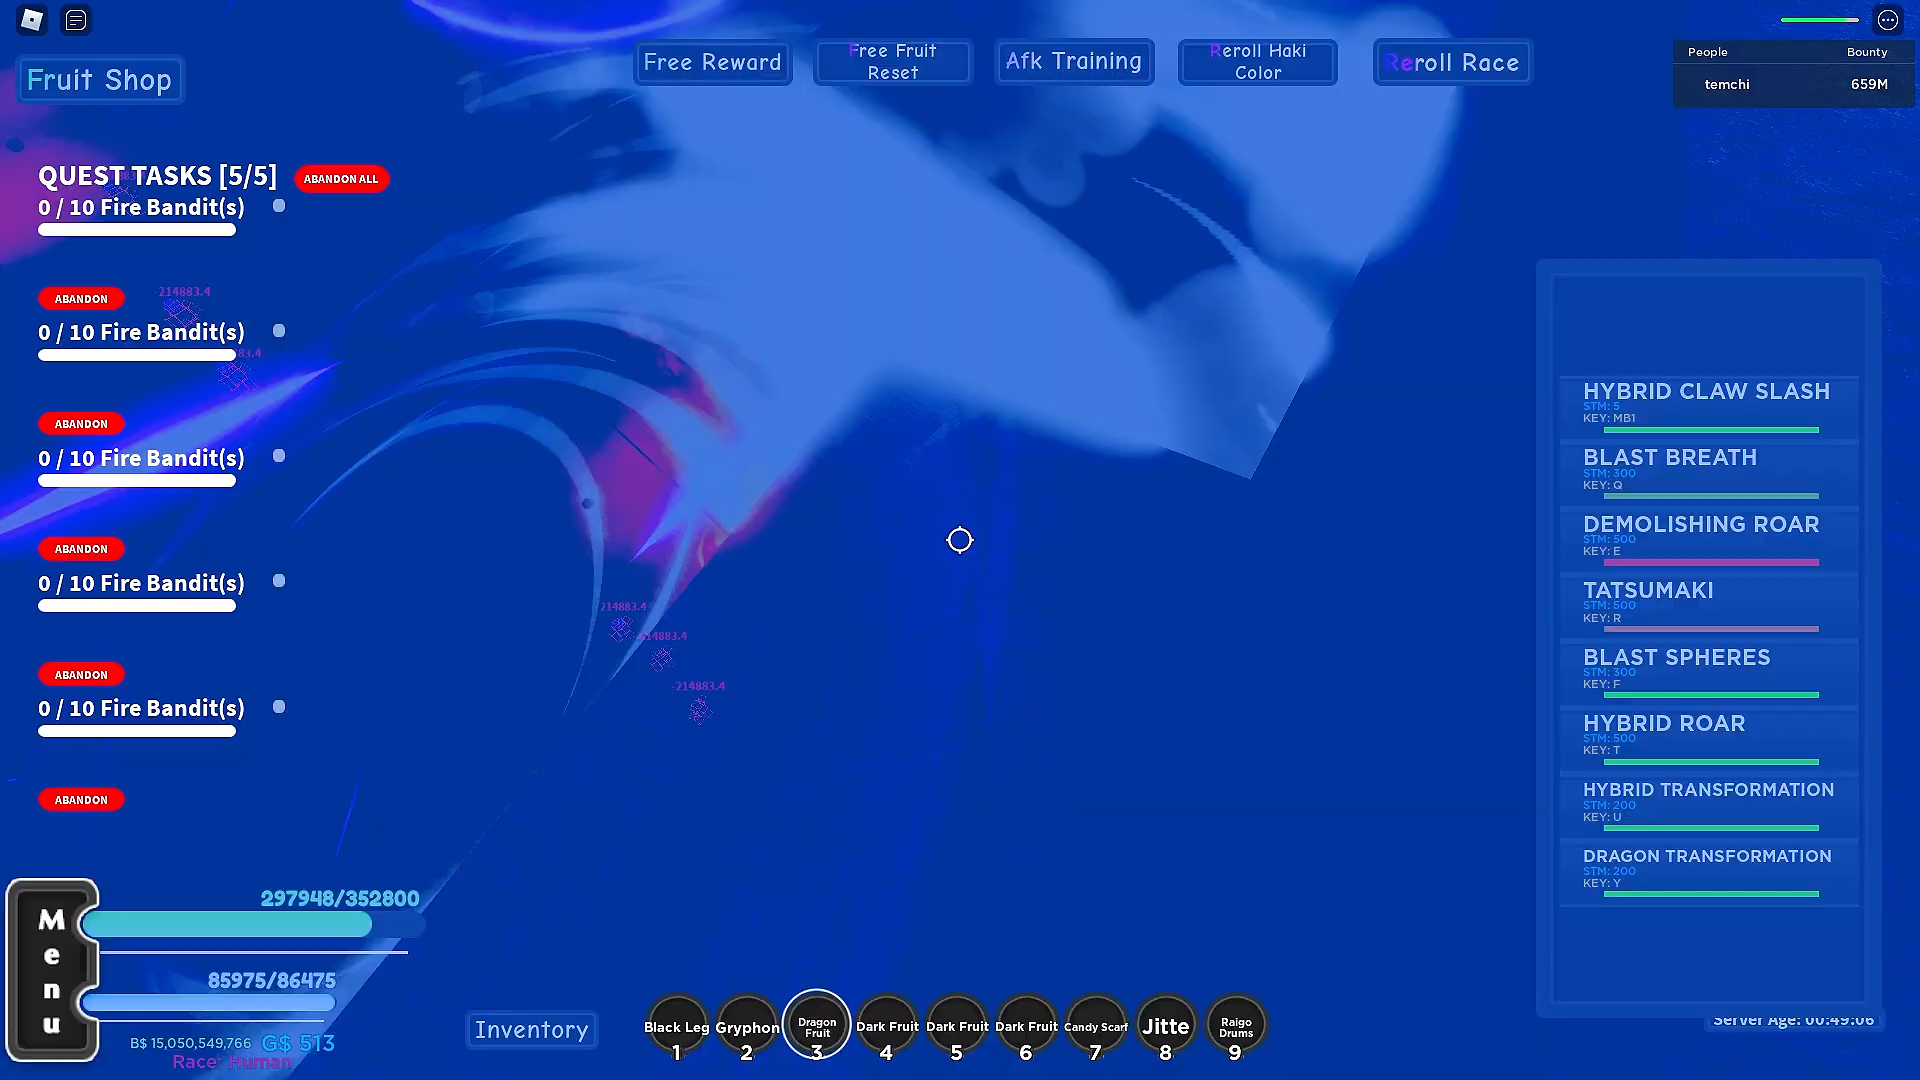 Fruit Shop
Free Reward
Free Fruit
Reset
Afk Training
Reroll Haki
Color
Reroll Race
People Bounty
temchi 659M
QUEST TASKS [5/5] ABANDON ALL
0 / 10 Fire Bandit(s)
ABANDON
-214883.4
0 / 10 Fire Bandit(s)
83.4
ABANDON
0 / 10 Fire Bandit(s)
ABANDON
0 / 10 Fire Bandit(s)
214883.4
214883.4
-214883.4
ABANDON
0 / 10 Fire Bandit(s)
ABANDON
HYBRID CLAW SLASH
STM: 5
KEY: MB1
BLAST BREATH
STM: 300
KEY: Q
DEMOLISHING ROAR
STM: 500
KEY: E
TATSUMAKI
STM: 500
KEY: R
BLAST SPHERES
STM: 300
KEY: F
HYBRID ROAR
STM: 500
KEY: T
HYBRID TRANSFORMATION
STM: 200
KEY: U
DRAGON TRANSFORMATION
STM: 200
KEY: Y
Server Age: 00:49:06
Menu
297948/352800
85975/86475
B$ 15,050,549,766 G$ 513
Race: Human
Inventory
Black Leg
1
Gryphon
2
Dragon
Fruit
3
Dark Fruit
4
Dark Fruit
5
Dark Fruit
6
Candy Scarf
7
Jitte
8
Raigo
Drums
9